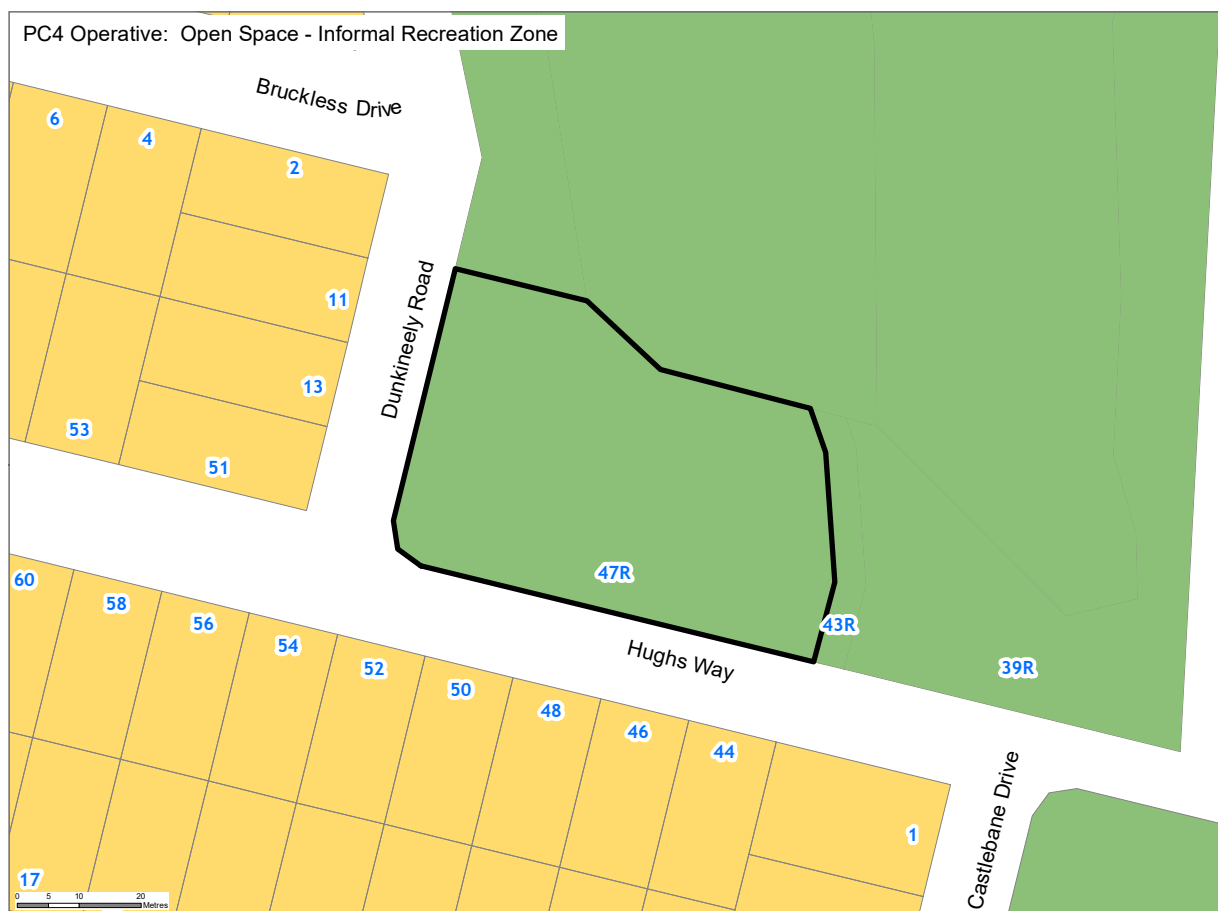 PC4 Operative: Open Space - Informal Recreation Zone
Bruckless Drive
6
4
2
11
Dunkineely Road
13
53
51
47R
43R
Hughs Way
39R
60
58
56
54
52
50
48
46
44
1
Castlebane Drive
17
0 5 10 20
Metres